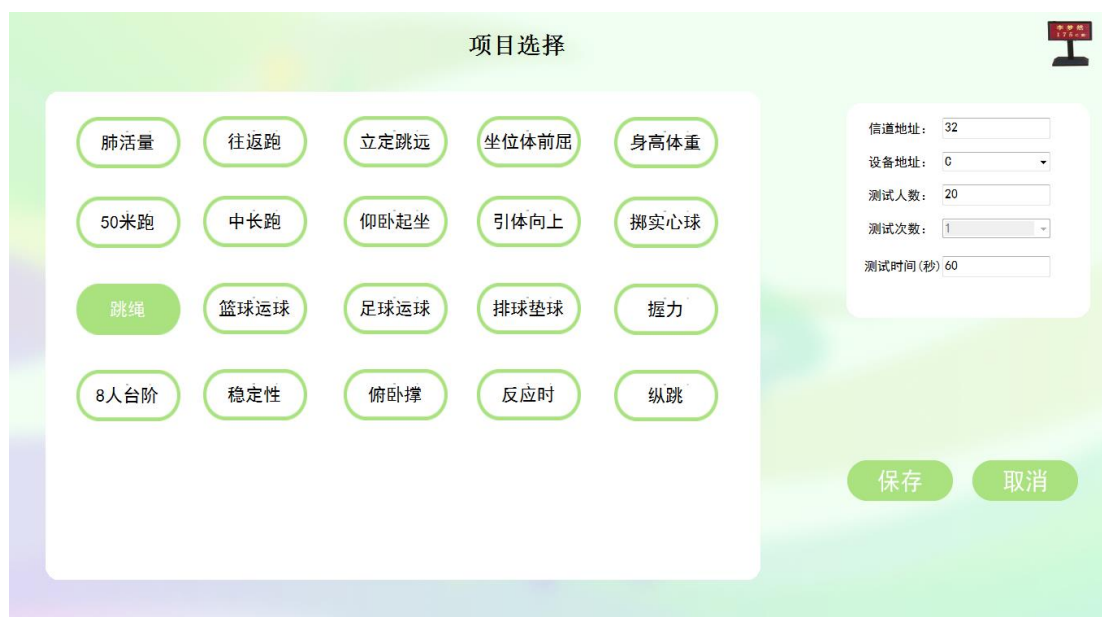 项目选择
李梦然
176cm
肺活量 往返跑 立定跳远 坐位体前屈 身高体重
50米跑 中长跑 仰卧起坐 引体向上 掷实心球
跳绳 篮球运球 足球运球 排球垫球 握力
8人台阶 稳定性 俯卧撑 反应时 纵跳
信道地址: 32
设备地址: C
测试人数: 20
测试次数: 1
测试时间(秒) 60
保存 取消